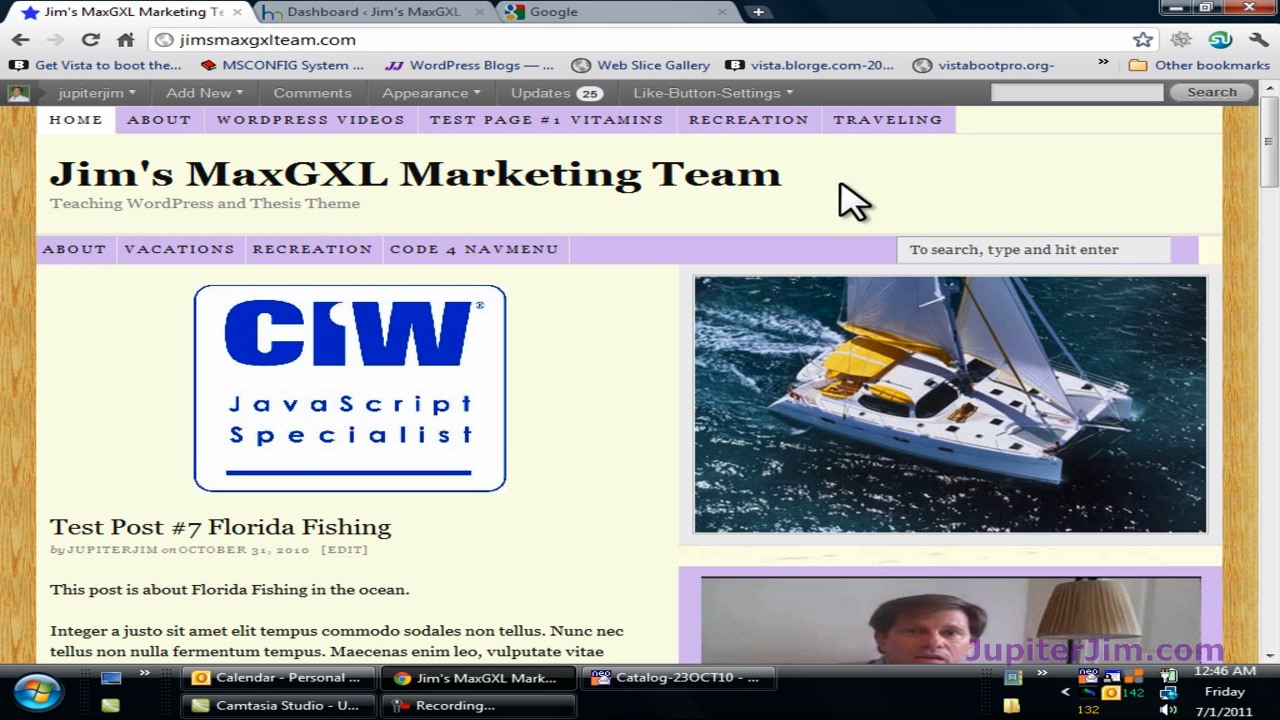 Jim's MaxGXL Marketing Te
Dashboard ‹ Jim's MaxGXL
Google
jimsmaxgxlteam.com
Get Vista to boot the...
MSCONFIG System ...
WordPress Blogs — ...
Web Slice Gallery
vista.blorge.com-20...
vistabootpro.org-
»
Other bookmarks
jupiterjim
Add New
Comments
Appearance
Updates 25
Like-Button-Settings
Search
HOME
ABOUT
WORDPRESS VIDEOS
TEST PAGE #1 VITAMINS
RECREATION
TRAVELING
Jim's MaxGXL Marketing Team
Teaching WordPress and Thesis Theme
ABOUT
VACATIONS
RECREATION
CODE 4 NAVMENU
To search, type and hit enter
CIW®
JavaScript
Specialist
Test Post #7 Florida Fishing
by JUPITERJIM on OCTOBER 31, 2010 [EDIT]
This post is about Florida Fishing in the ocean.
Integer a justo sit amet elit tempus commodo sodales non tellus. Nunc nec
tellus non nulla fermentum tempus. Maecenas enim leo, vulputate vitae
JupiterJim.com
Calendar - Personal ...
Jim's MaxGXL Mark...
Catalog-23OCT10 - ...
Camtasia Studio - U...
Recording...
12:46 AM
142
Friday
132
7/1/2011